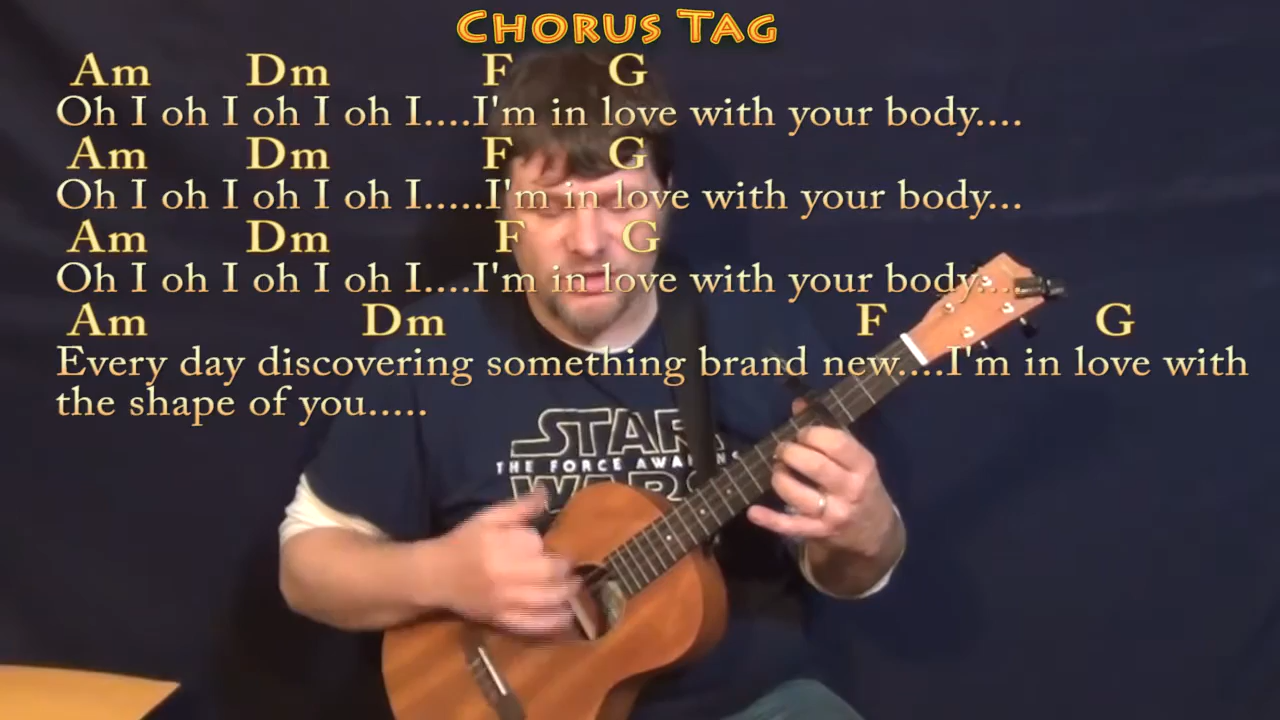 CHORUS TAG
Am Dm F G
Oh I oh I oh I oh I....I'm in love with your body....
Am Dm F G
Oh I oh I oh I oh I.....I'm in love with your body...
Am Dm F G
Oh I oh I oh I oh I....I'm in love with your body....
Am Dm F G
Every day discovering something brand new....I'm in love with
the shape of you.....
STAR
THE FORCE AWAKENS
WARS